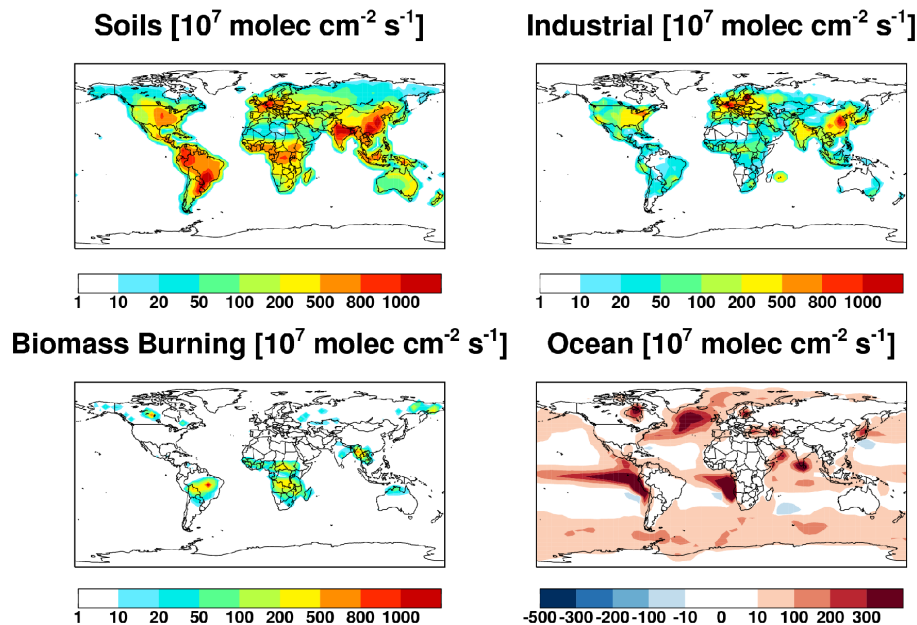 Soils [10⁷ molec cm⁻² s⁻¹]
Industrial [10⁷ molec cm⁻² s⁻¹]
1 10 20 50 100 200 500 800 1000
1 10 20 50 100 200 500 800 1000
Biomass Burning [10⁷ molec cm⁻² s⁻¹]
Ocean [10⁷ molec cm⁻² s⁻¹]
1 10 20 50 100 200 500 800 1000
-500 -300 -200 -100 -10 0 10 100 200 300